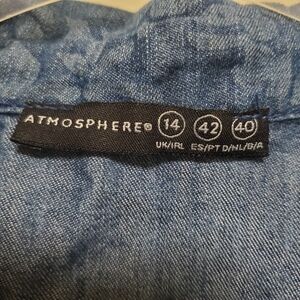 ATMOSPHERE® 14 42 40
UK/IRL ES/PT D/NL/B/A